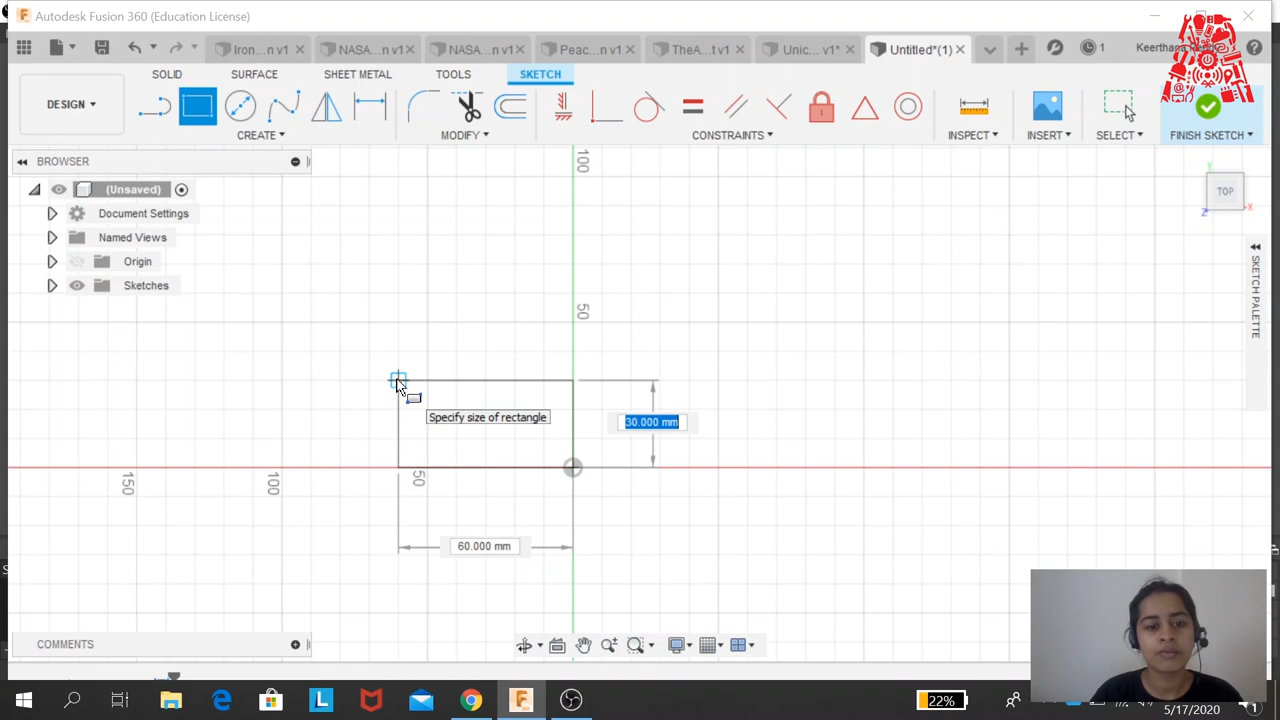 Autodesk Fusion 360 (Education License)
Iron...n v1 NASA...n v1 NASA... Peac...n v1 TheA...t v1 Unic... v1* Untitled*(1) 1
SOLID SURFACE SHEET METAL TOOLS SKETCH
DESIGN
CREATE MODIFY CONSTRAINTS INSPECT INSERT SELECT FINISH SKETCH
BROWSER
(Unsaved)
Document Settings
Named Views
Origin
Sketches
TOP
Y
X
Z
SKETCH PALETTE
100
50
Specify size of rectangle
30.000 mm
150 100 50
60.000 mm
COMMENTS
22%
5/17/2020
1